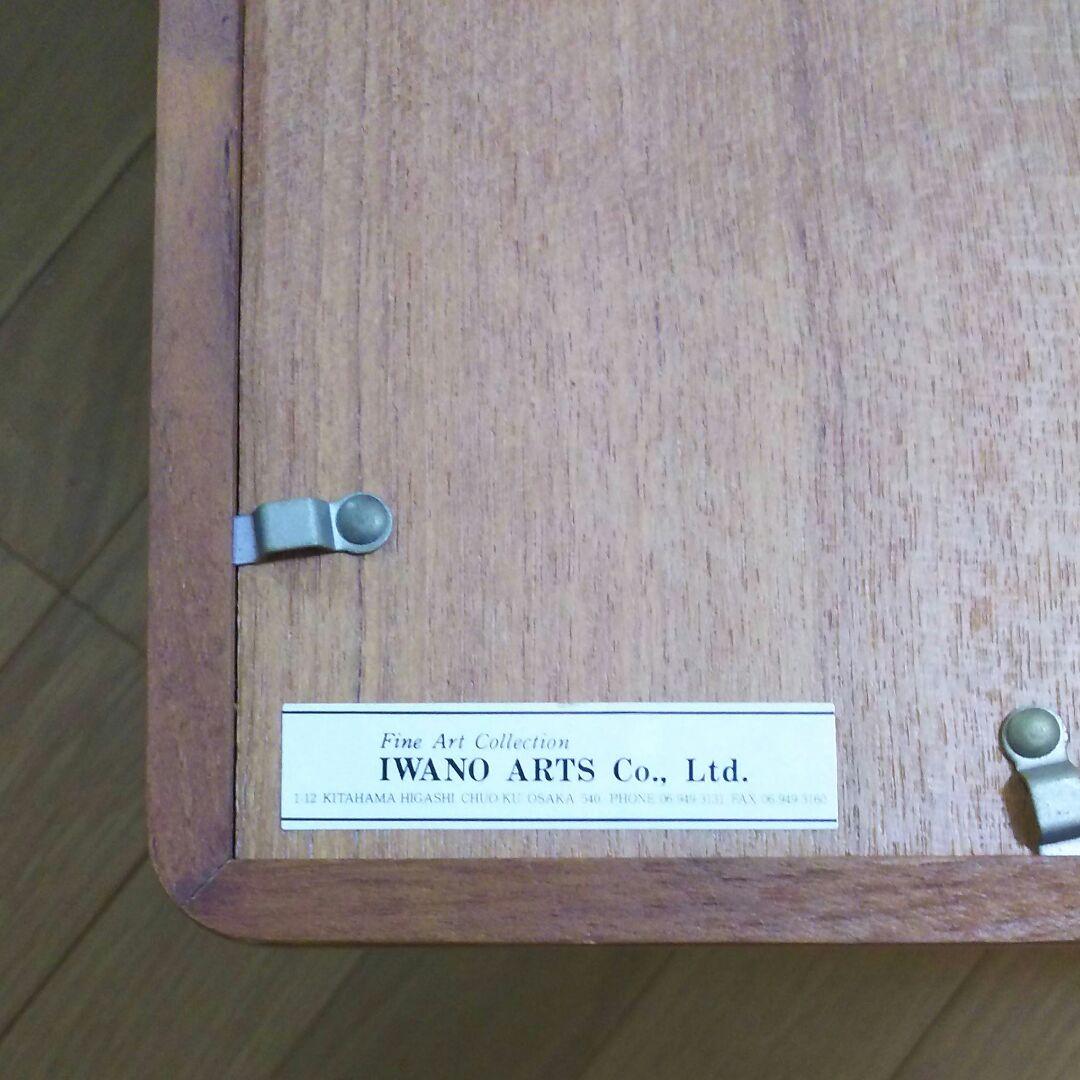 Fine Art Collection
IWANO ARTS Co., Ltd.
1-12 KITAHAMA HIGASHI CHUO-KU OSAKA 540 PHONE 06.949.3131 FAX 06.949.3160